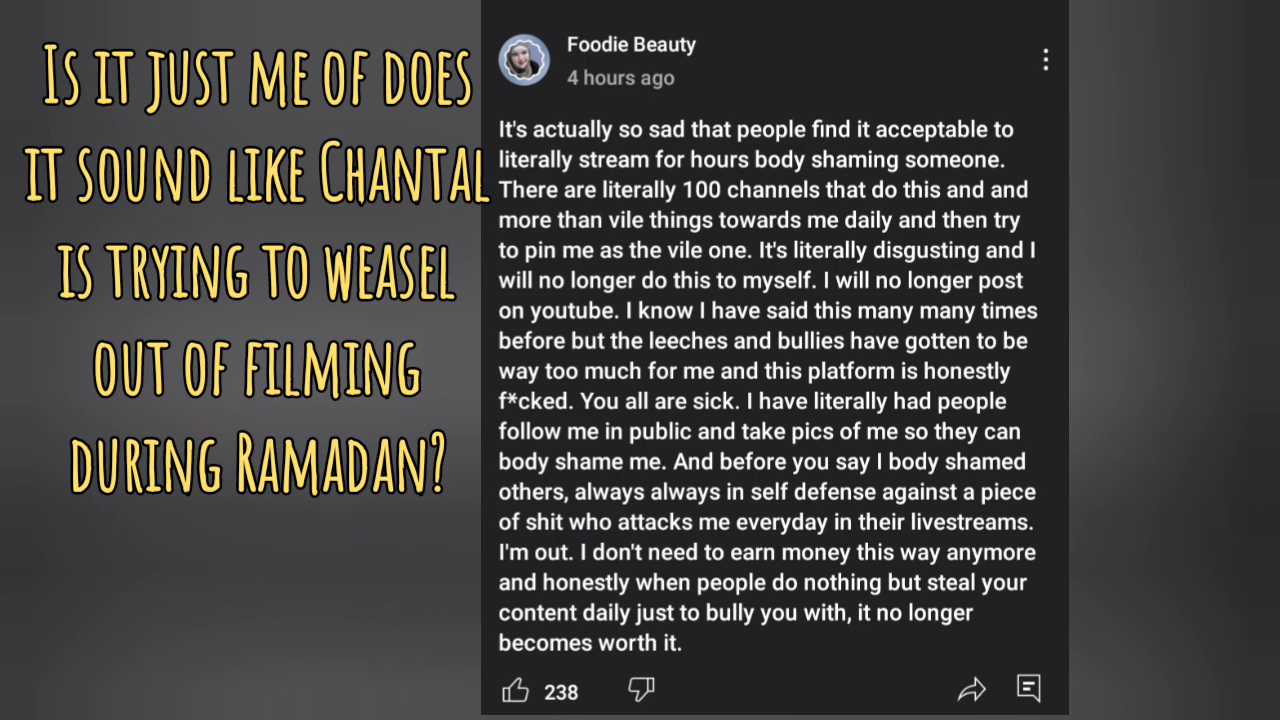 Is it just me of does
it sound like Chantal
is trying to weasel
out of filming
during Ramadan?
Foodie Beauty
4 hours ago
It's actually so sad that people find it acceptable to
literally stream for hours body shaming someone.
There are literally 100 channels that do this and and
more than vile things towards me daily and then try
to pin me as the vile one. It's literally disgusting and I
will no longer do this to myself. I will no longer post
on youtube. I know I have said this many many times
before but the leeches and bullies have gotten to be
way too much for me and this platform is honestly
f*cked. You all are sick. I have literally had people
follow me in public and take pics of me so they can
body shame me. And before you say I body shamed
others, always always in self defense against a piece
of shit who attacks me everyday in their livestreams.
I'm out. I don't need to earn money this way anymore
and honestly when people do nothing but steal your
content daily just to bully you with, it no longer
becomes worth it.
238